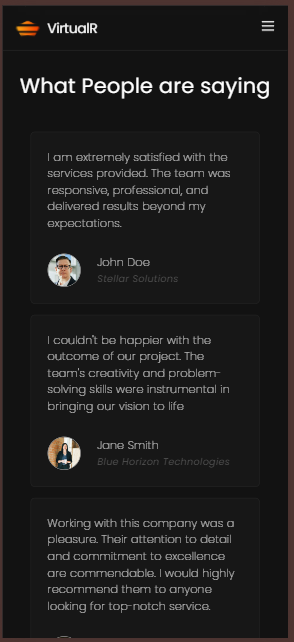 VirtualR
What People are saying
I am extremely satisfied with the
services provided. The team was
responsive, professional, and
delivered results beyond my
expectations.
John Doe
Stellar Solutions
I couldn't be happier with the
outcome of our project. The
team's creativity and problem-
solving skills were instrumental in
bringing our vision to life
Jane Smith
Blue Horizon Technologies
Working with this company was a
pleasure. Their attention to detail
and commitment to excellence
are commendable. I would highly
recommend them to anyone
looking for top-notch service.